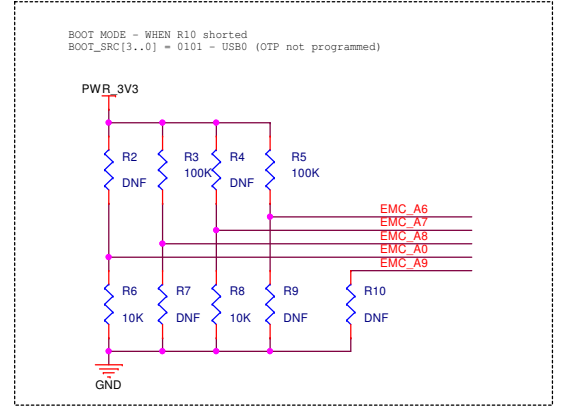 BOOT MODE - WHEN R10 shorted
BOOT_SRC[3..0] = 0101 - USB0 (OTP not programmed)
PWR_3V3
R2 R3 R4 R5
DNF 100K DNF 100K
EMC_A6
EMC_A7
EMC_A8
EMC_A0
EMC_A9
R6 R7 R8 R9 R10
10K DNF 10K DNF DNF
GND